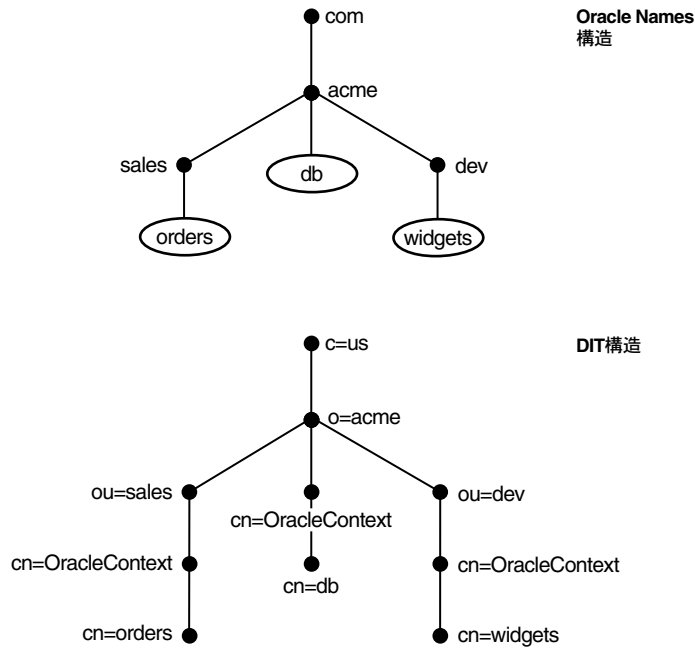 com
Oracle Names
構造
acme
sales
db
dev
orders
widgets
c=us
DIT構造
o=acme
ou=sales
ou=dev
cn=OracleContext
cn=OracleContext
cn=OracleContext
cn=db
cn=orders
cn=widgets